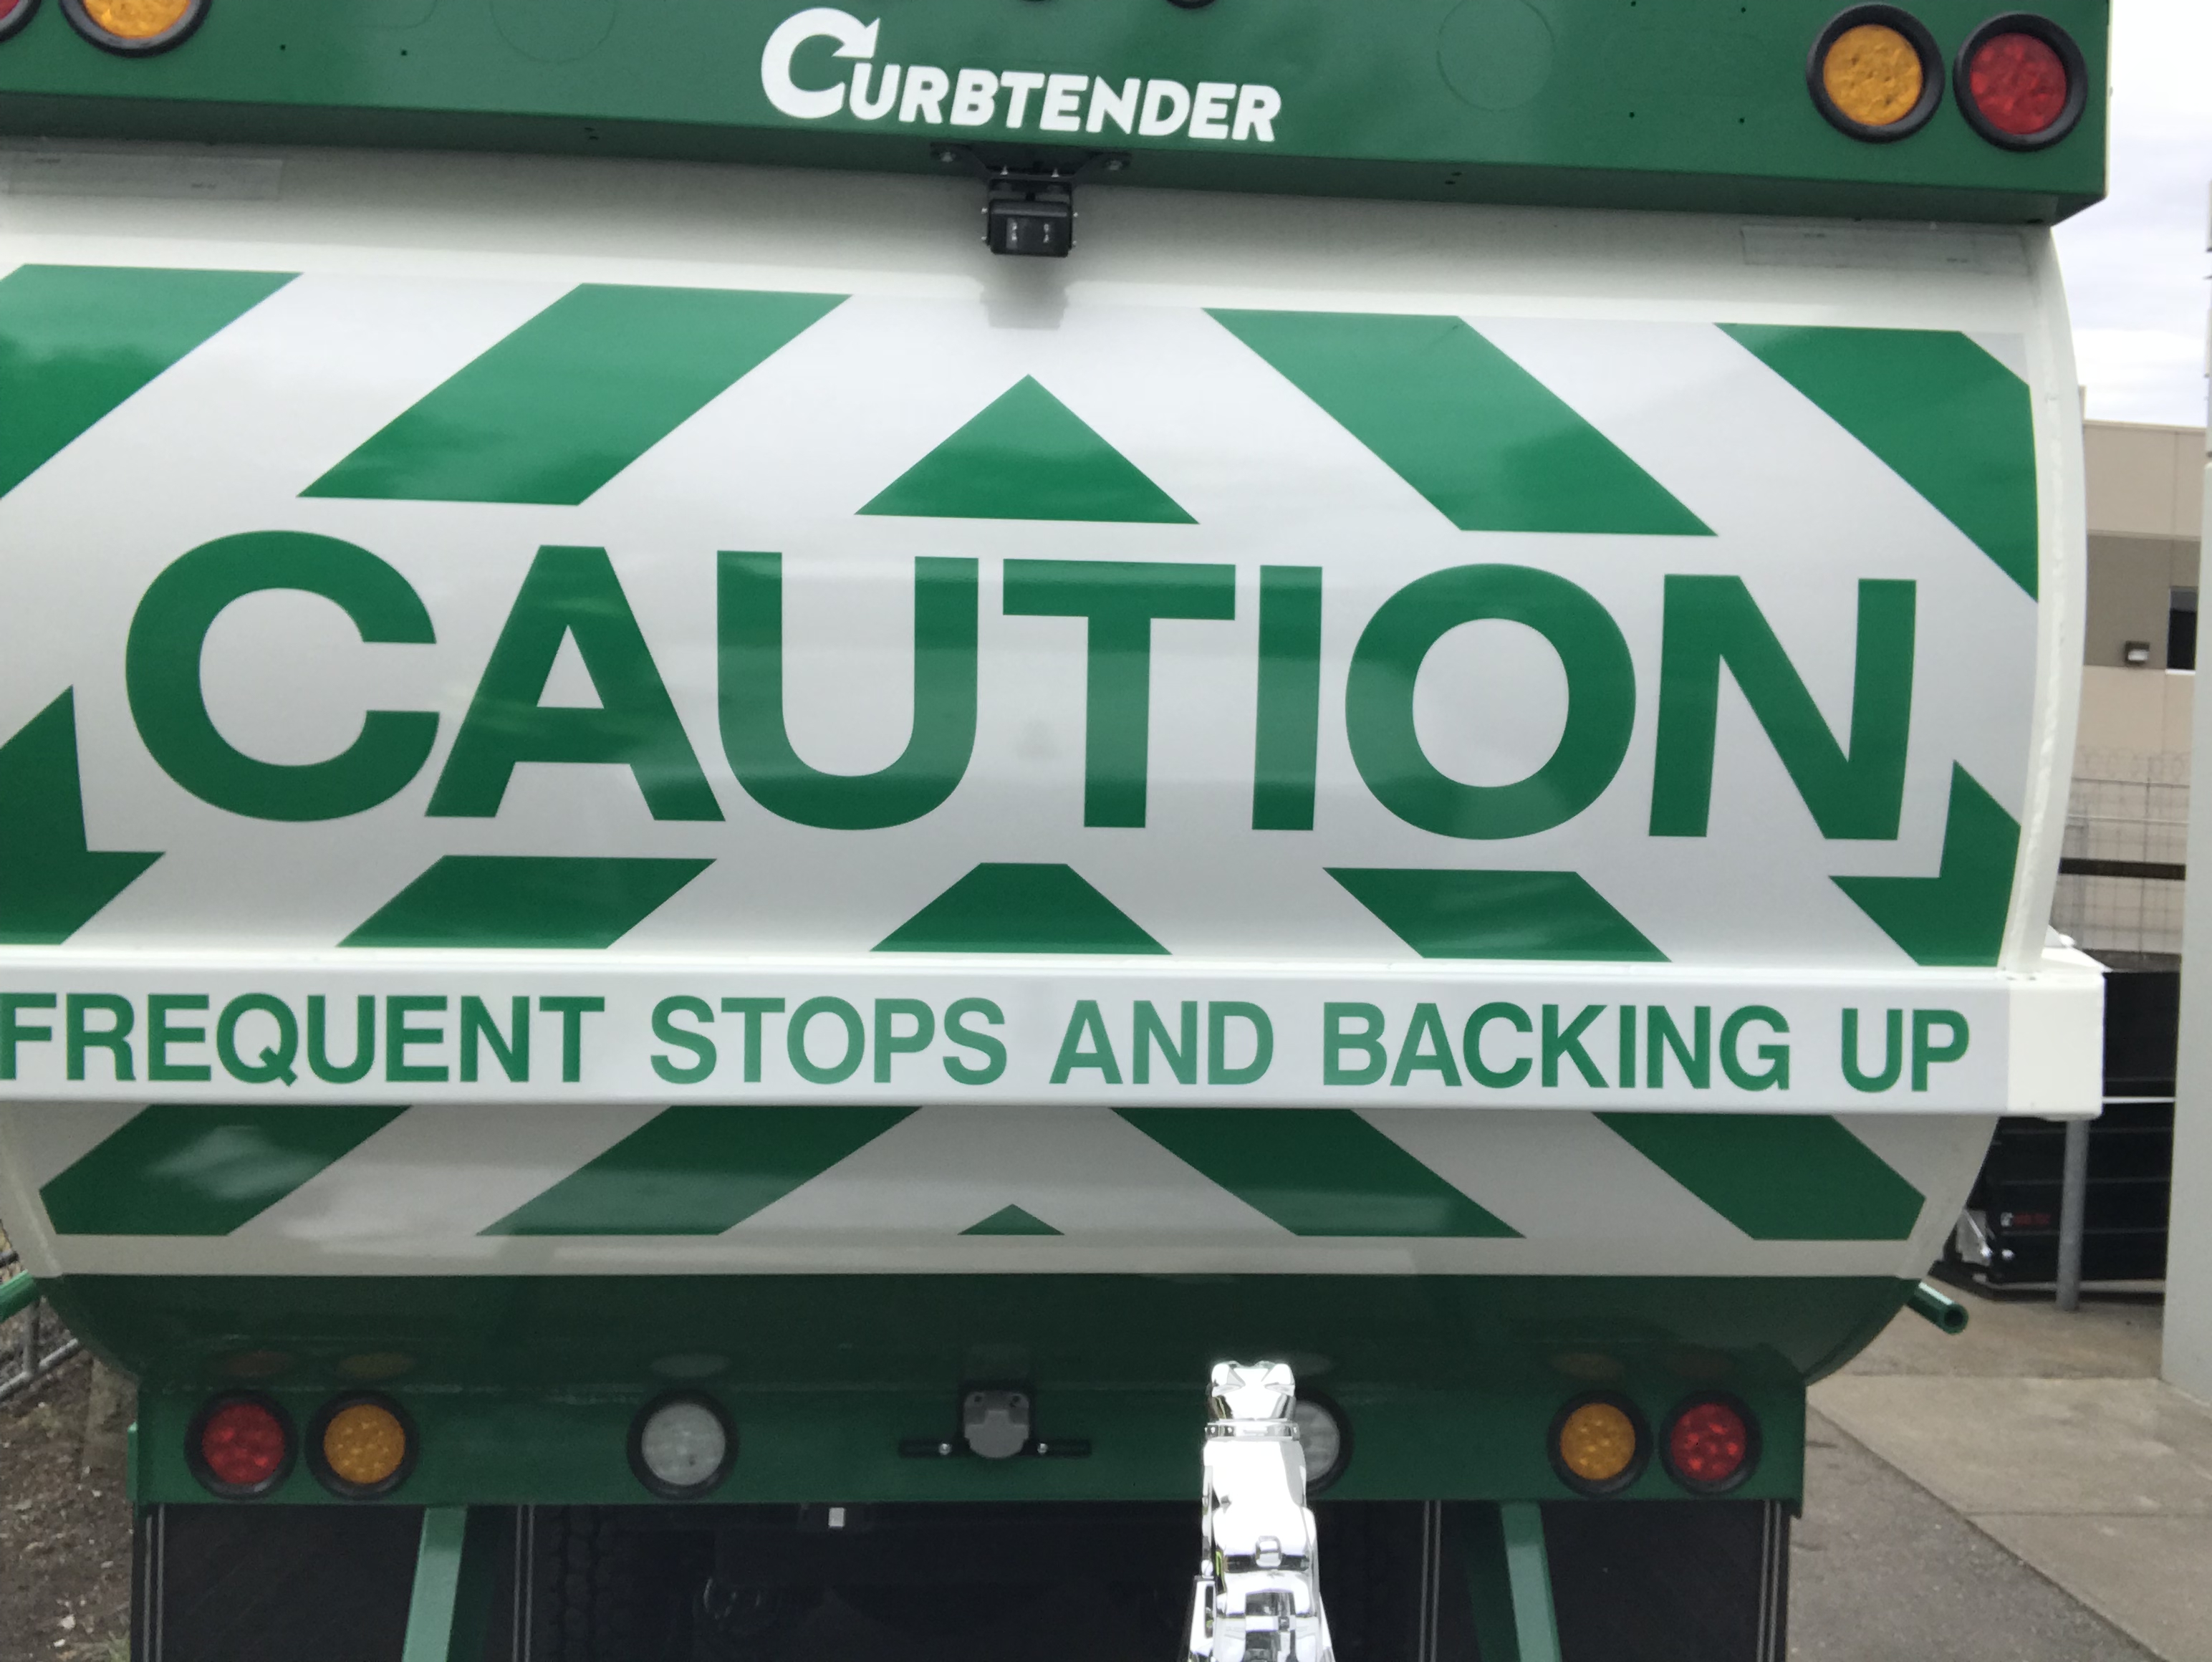 CURBTENDER
CAUTION
FREQUENT STOPS AND BACKING UP